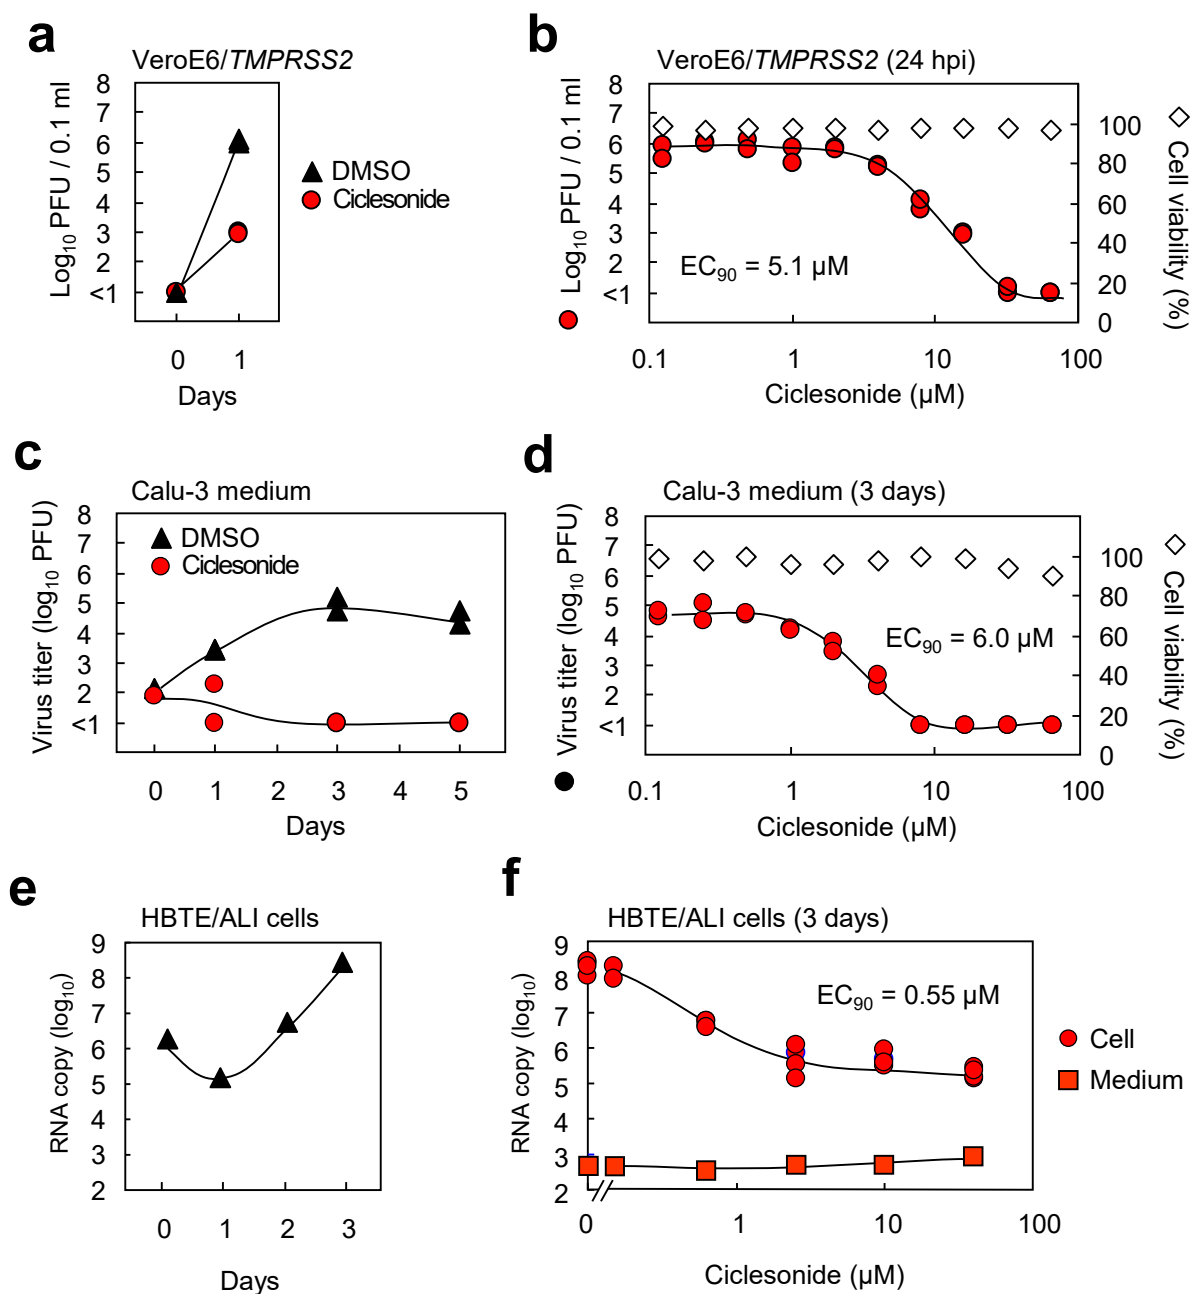 a
VeroE6/TMPRSS2
8
7
6
5
4
3
2
<1
Log10 PFU / 0.1 ml
DMSO
Ciclesonide
0 1
Days
b
VeroE6/TMPRSS2 (24 hpi)
8
7
6
5
4
3
2
<1
Log10 PFU / 0.1 ml
EC90 = 5.1 µM
100
80
60
40
20
0
Cell viability (%)
0.1 1 10 100
Ciclesonide (µM)
c
Calu-3 medium
8
7
6
5
4
3
2
<1
Virus titer (log10 PFU)
DMSO
Ciclesonide
0 1 2 3 4 5
Days
d
Calu-3 medium (3 days)
8
7
6
5
4
3
2
<1
Virus titer (log10 PFU)
EC90 = 6.0 µM
100
80
60
40
20
0
Cell viability (%)
0.1 1 10 100
Ciclesonide (µM)
e
HBTE/ALI cells
9
8
7
6
5
4
3
2
RNA copy (log10)
0 1 2 3
Days
f
HBTE/ALI cells (3 days)
9
8
7
6
5
4
3
2
RNA copy (log10)
EC90 = 0.55 µM
Cell
Medium
0 1 10 100
Ciclesonide (µM)